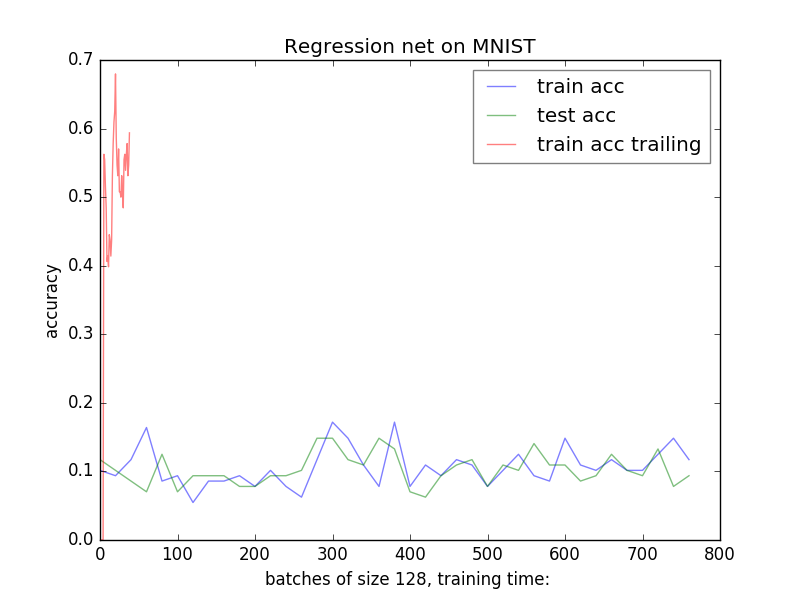 Regression net on MNIST
0.7
0.6
0.5
0.4
0.3
0.2
0.1
0.0
accuracy
train acc
test acc
train acc trailing
0 100 200 300 400 500 600 700 800
batches of size 128, training time: